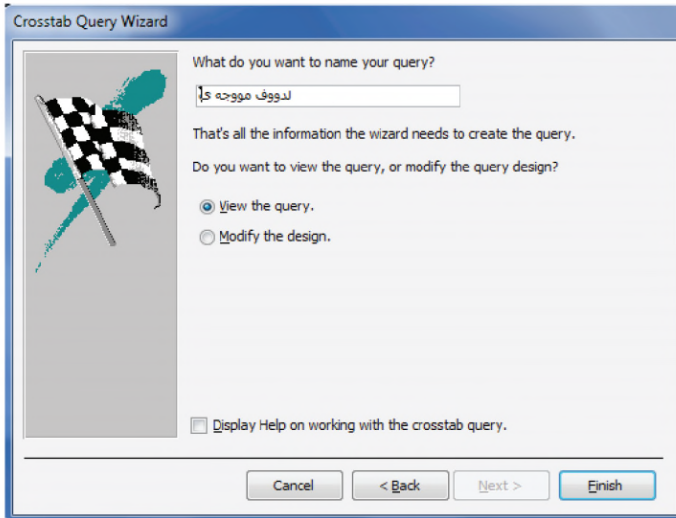 Crosstab Query Wizard
What do you want to name your query?
لدووف مووجه ی
That's all the information the wizard needs to create the query.
Do you want to view the query, or modify the query design?
View the query.
Modify the design.
Display Help on working with the crosstab query.
Cancel
< Back
Next >
Finish